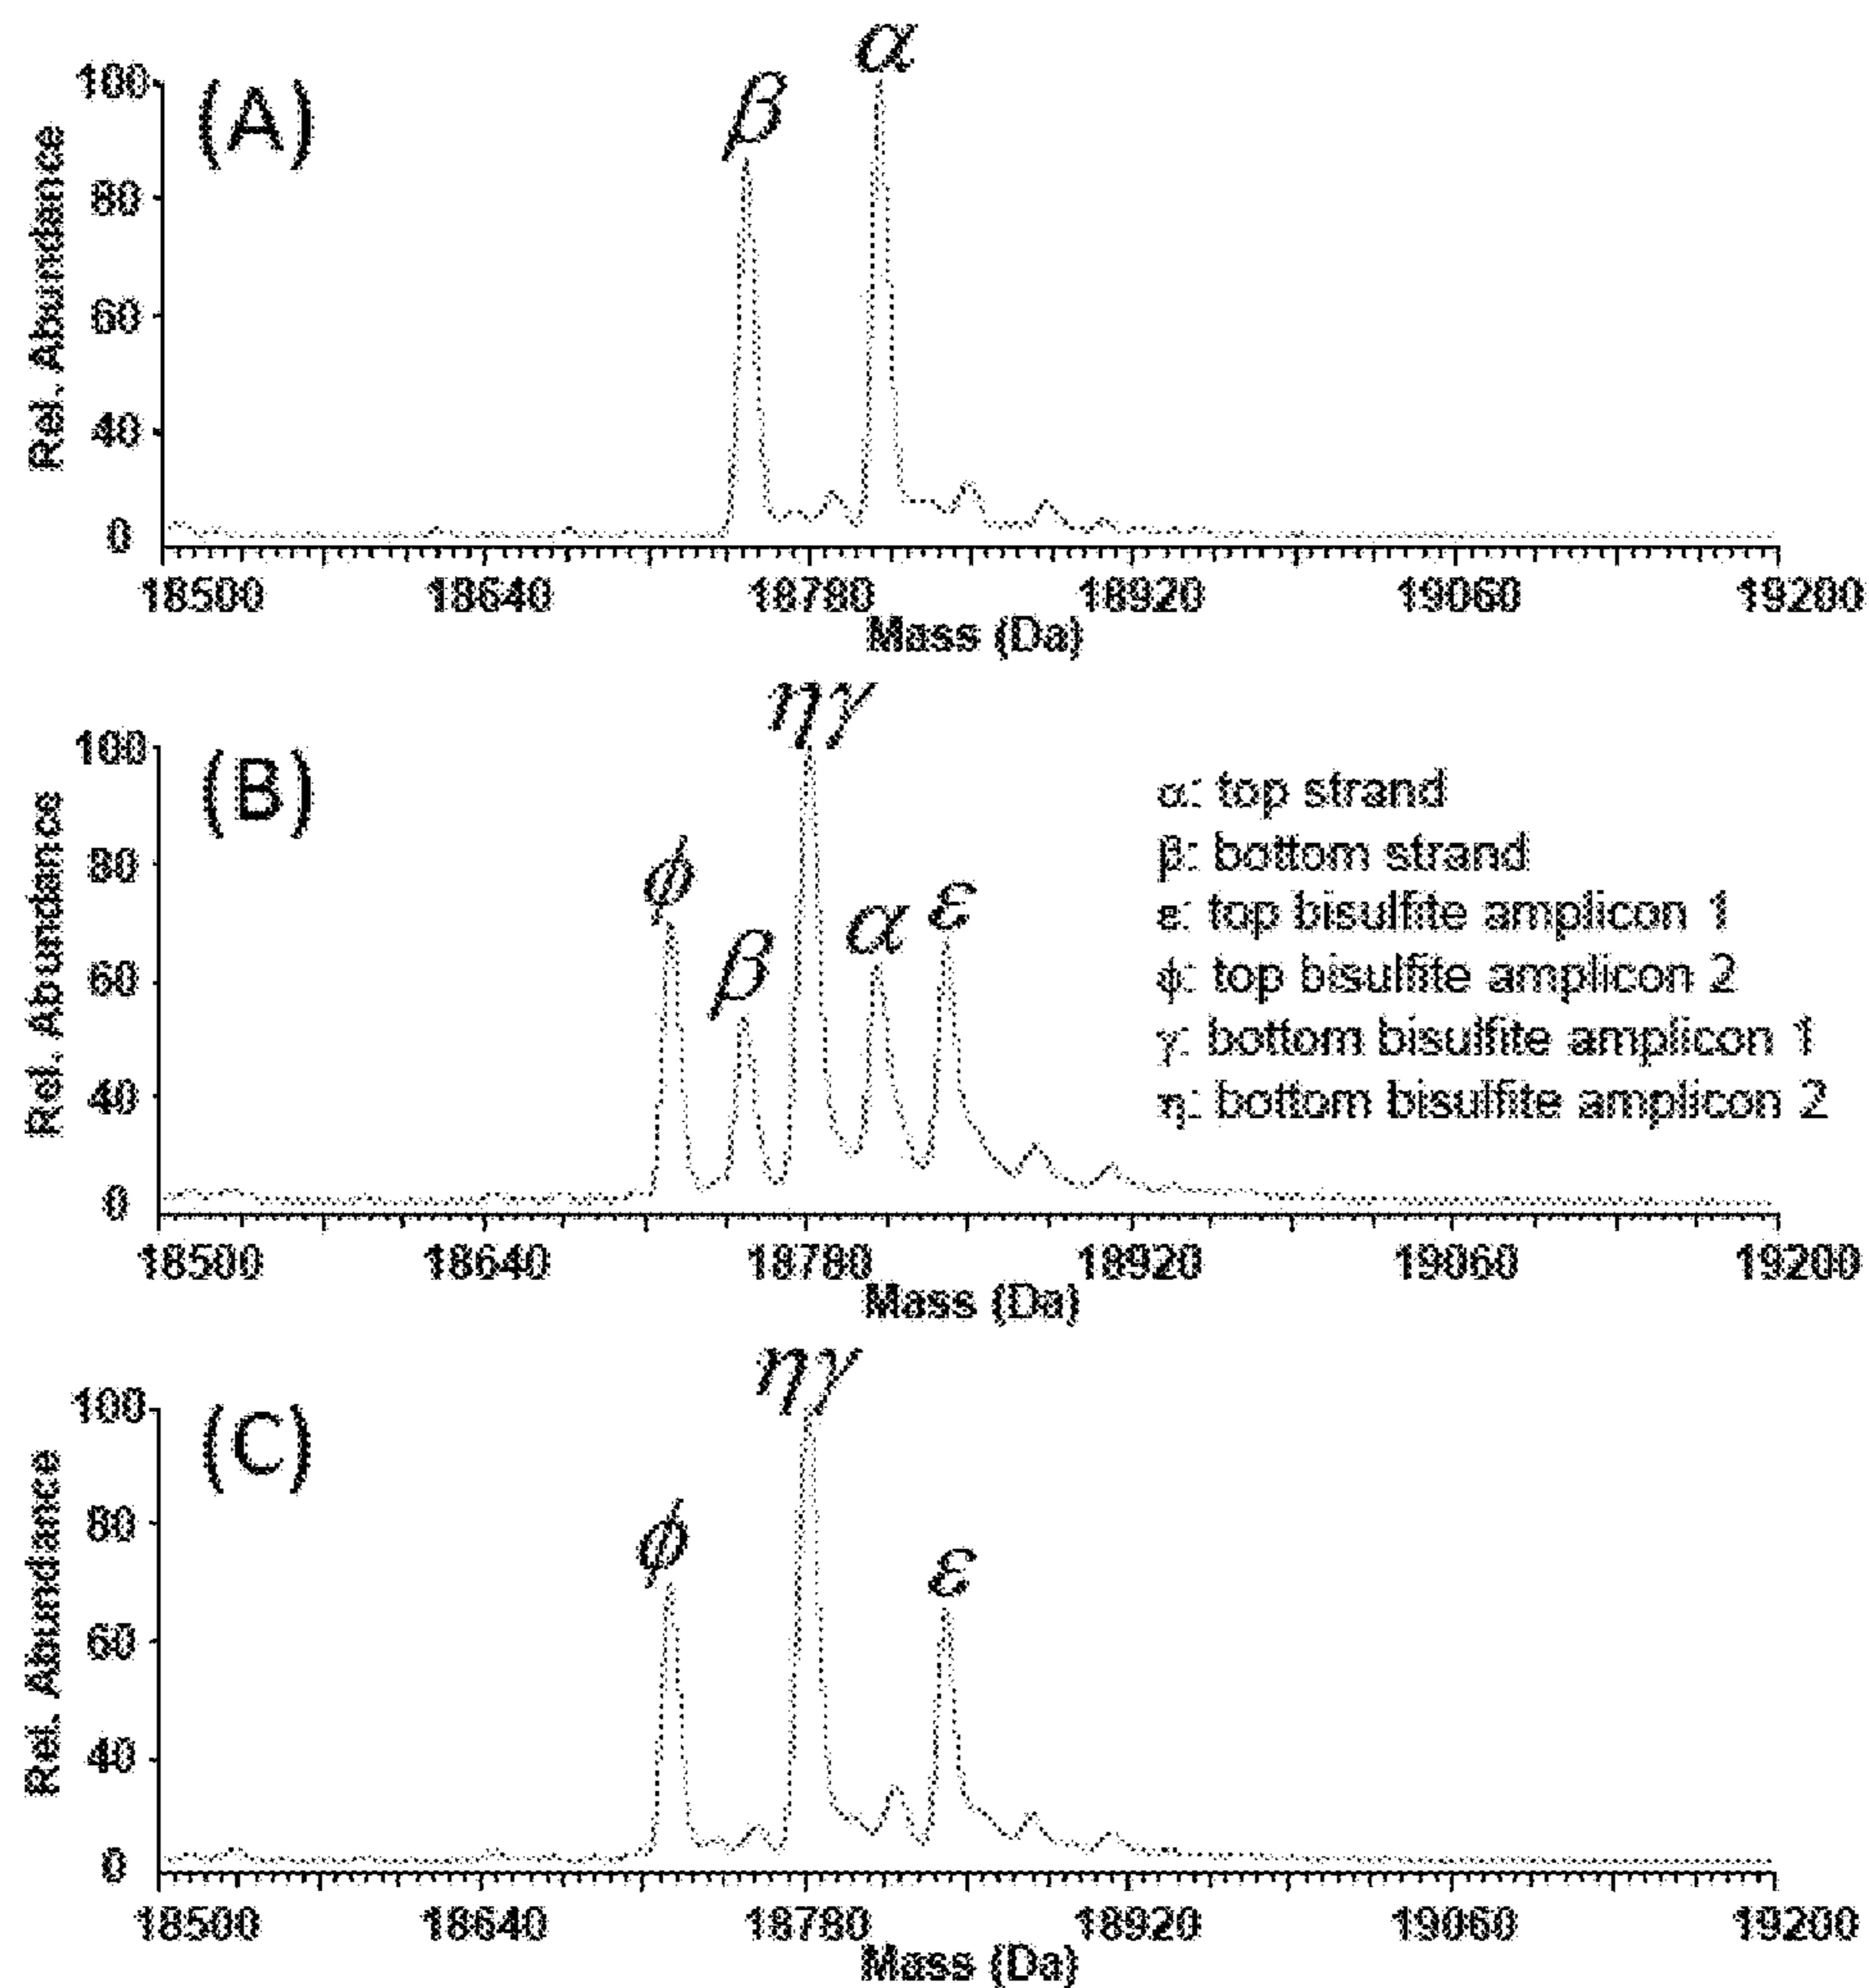 (A)
β
α
Rel. Abundance
100
80
60
40
0
18500 18640 18780 18920 19060 19200
Mass (Da)
(B)
ϕ
β
ηγ
α
ε
Rel. Abundance
100
80
60
40
0
α: top strand
β: bottom strand
ε: top bisulfite amplicon 1
ϕ: top bisulfite amplicon 2
γ: bottom bisulfite amplicon 1
η: bottom bisulfite amplicon 2
18500 18640 18780 18920 19060 19200
Mass (Da)
(C)
ϕ
ηγ
ε
Rel. Abundance
100
80
60
40
0
18500 18640 18780 18920 19060 19200
Mass (Da)